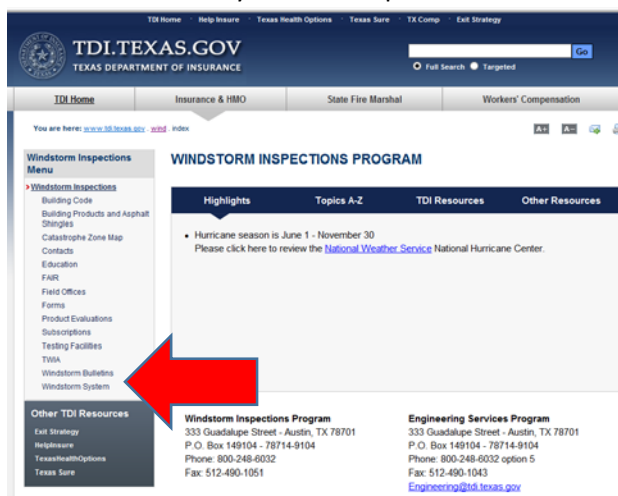 TDI Home · Help Insure · Texas Health Options · Texas Sure · TX Comp · Exit Strategy
TDI.TEXAS.GOV
TEXAS DEPARTMENT OF INSURANCE
Go
Full Search Targeted
TDI Home Insurance & HMO State Fire Marshal Workers' Compensation
You are here: www.tdi.texas.gov . wind . index
A+ A-
Windstorm Inspections
Menu
WINDSTORM INSPECTIONS PROGRAM
Windstorm Inspections
Building Code
Building Products and Asphalt
Shingles
Catastrophe Zone Map
Contacts
Education
FAIR
Field Offices
Forms
Product Evaluations
Subscriptions
Testing Facilities
TWIA
Windstorm Bulletins
Windstorm System
Highlights Topics A-Z TDI Resources Other Resources
• Hurricane season is June 1 - November 30
Please click here to review the National Weather Service National Hurricane Center.
Other TDI Resources
Exit Strategy
HelpInsure
TexasHealthOptions
Texas Sure
Windstorm Inspections Program
333 Guadalupe Street - Austin, TX 78701
P.O. Box 149104 - 78714-9104
Phone: 800-248-6032
Fax: 512-490-1051
Engineering Services Program
333 Guadalupe Street - Austin, TX 78701
P.O. Box 149104 - 78714-9104
Phone: 800-248-6032 option 5
Fax: 512-490-1043
Engineering@tdi.texas.gov